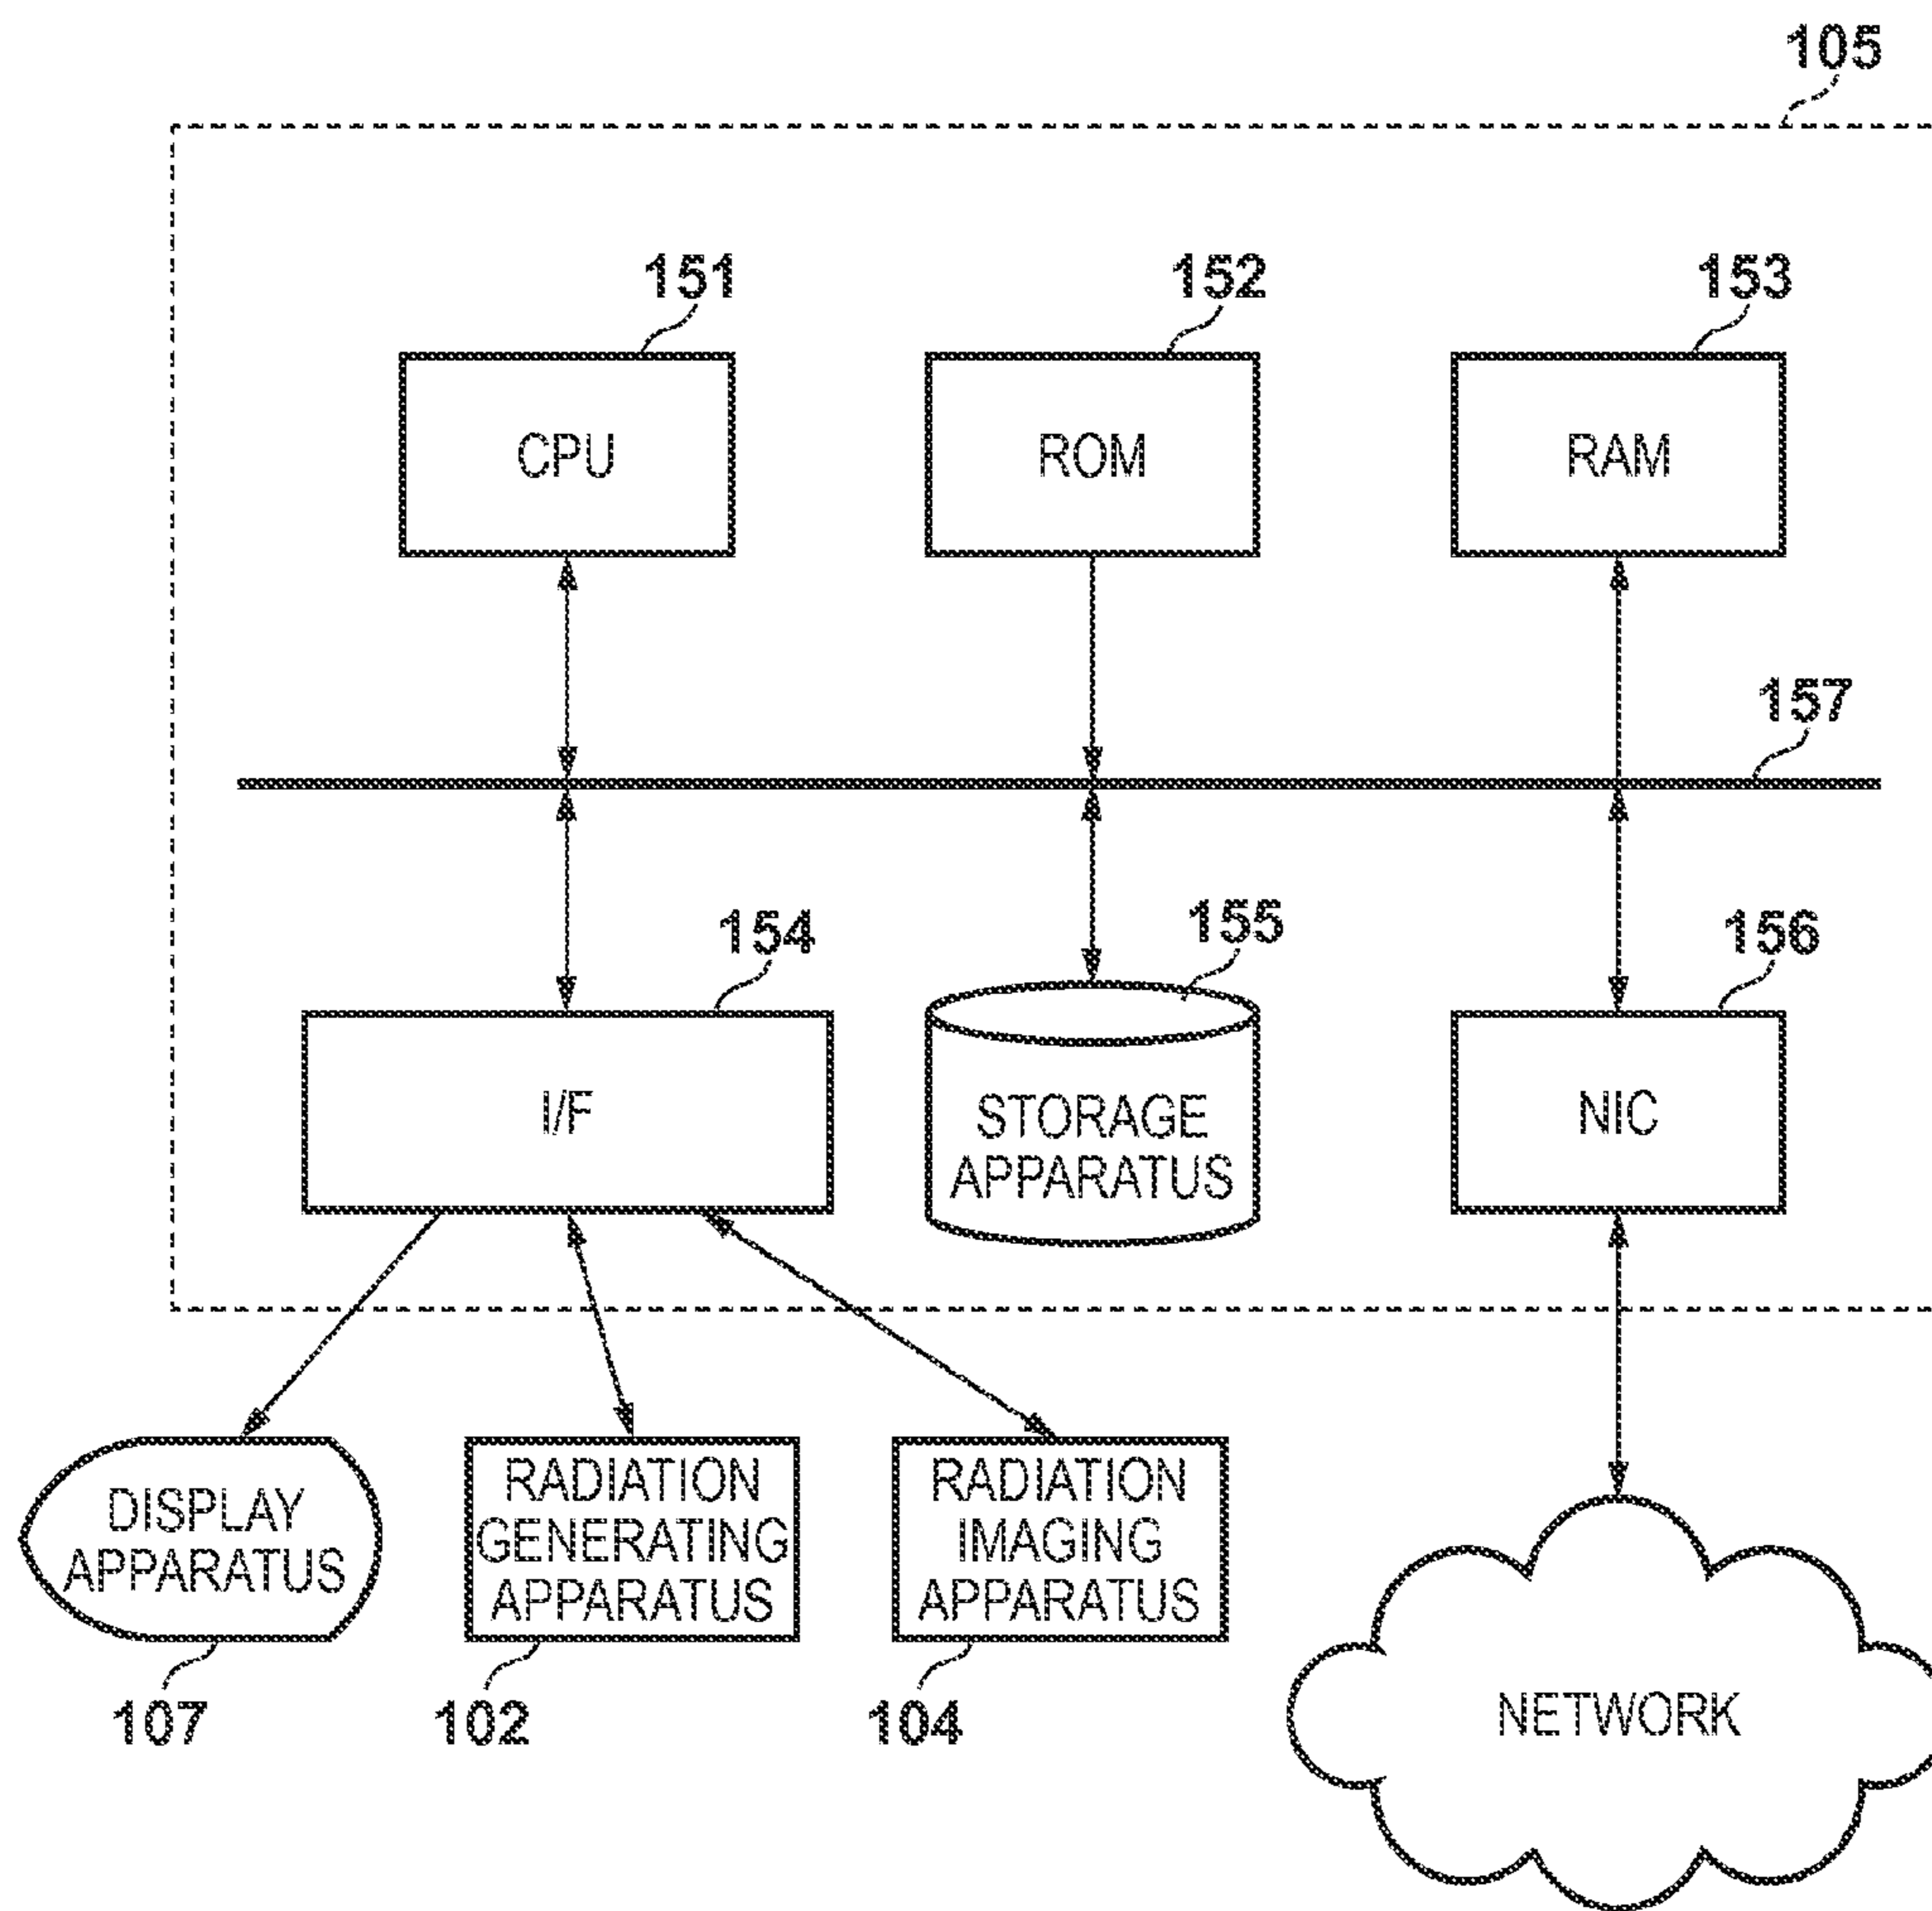 105
151
152
153
CPU
ROM
RAM
157
154
155
156
I/F
STORAGE
APPARATUS
NIC
DISPLAY
APPARATUS
RADIATION
GENERATING
APPARATUS
RADIATION
IMAGING
APPARATUS
107
102
104
NETWORK